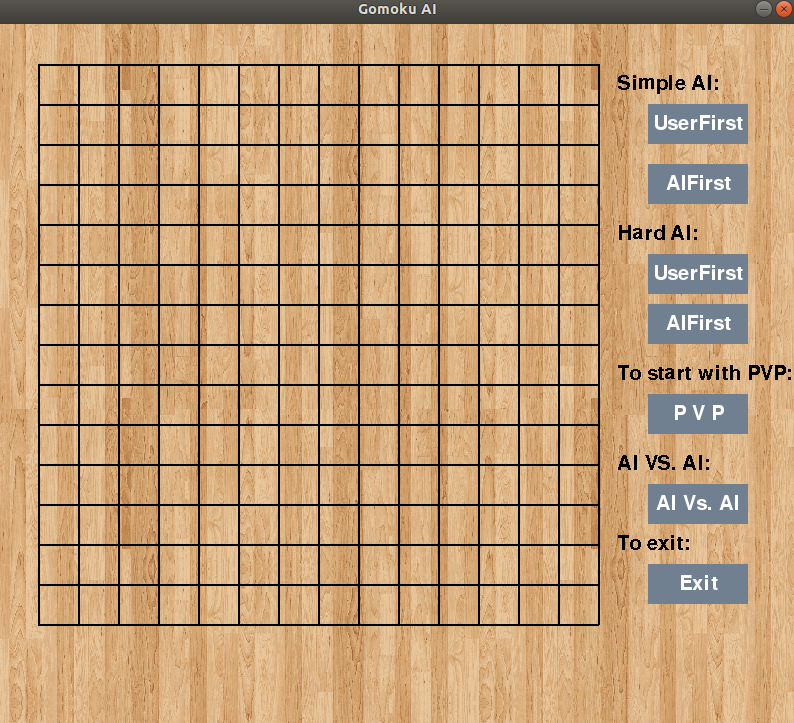 Gomoku AI
Simple AI:
UserFirst
AIFirst
Hard AI:
UserFirst
AIFirst
To start with PVP:
P V P
AI VS. AI:
AI Vs. AI
To exit:
Exit